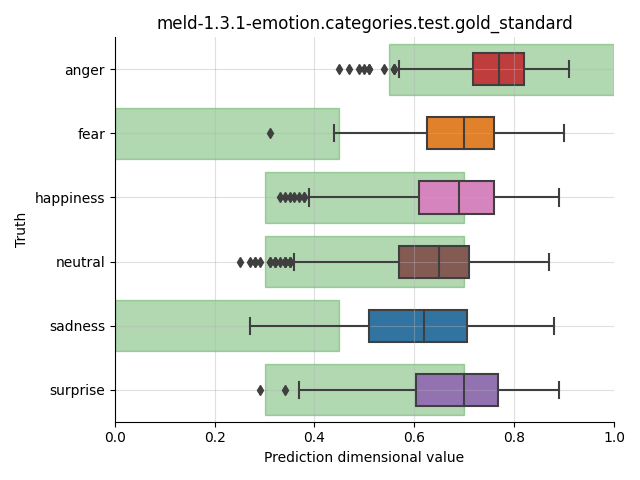 meld-1.3.1-emotion.categories.test.gold_standard
anger
fear
happiness
neutral
sadness
surprise
Truth
0.0 0.2 0.4 0.6 0.8 1.0
Prediction dimensional value